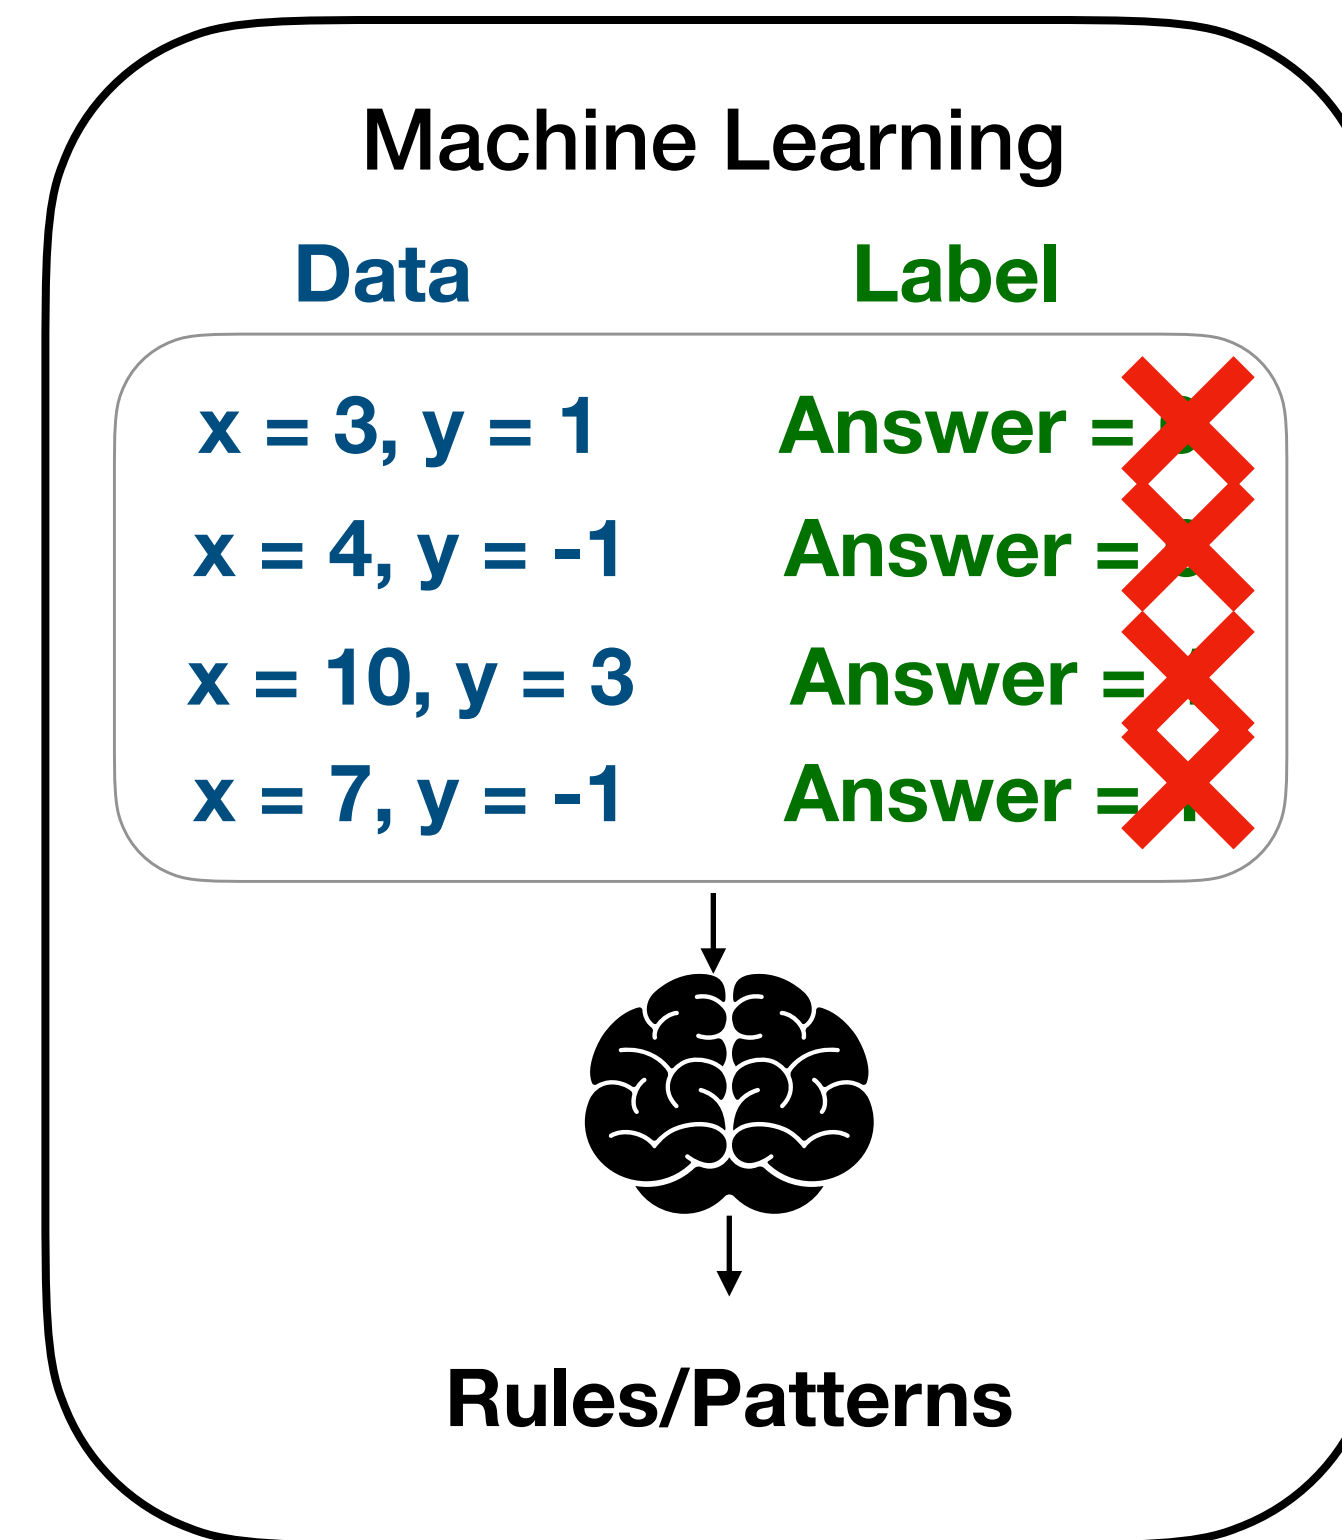 Machine Learning
Data Label
x = 3, y = 1 Answer =
x = 4, y = -1 Answer =
x = 10, y = 3 Answer =
x = 7, y = -1 Answer =
Rules/Patterns